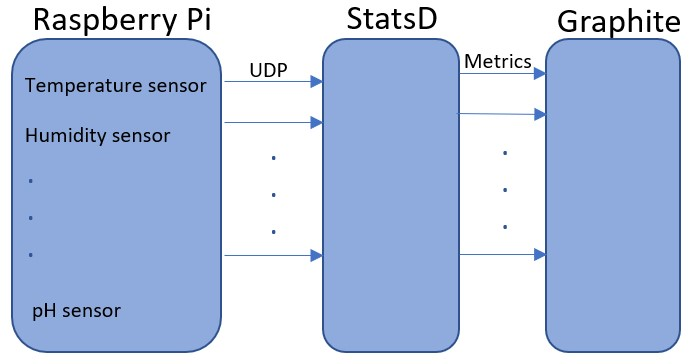 Raspberry Pi
StatsD
Graphite
Temperature sensor
Humidity sensor
.
.
.
pH sensor
UDP
.
.
.
Metrics
.
.
.